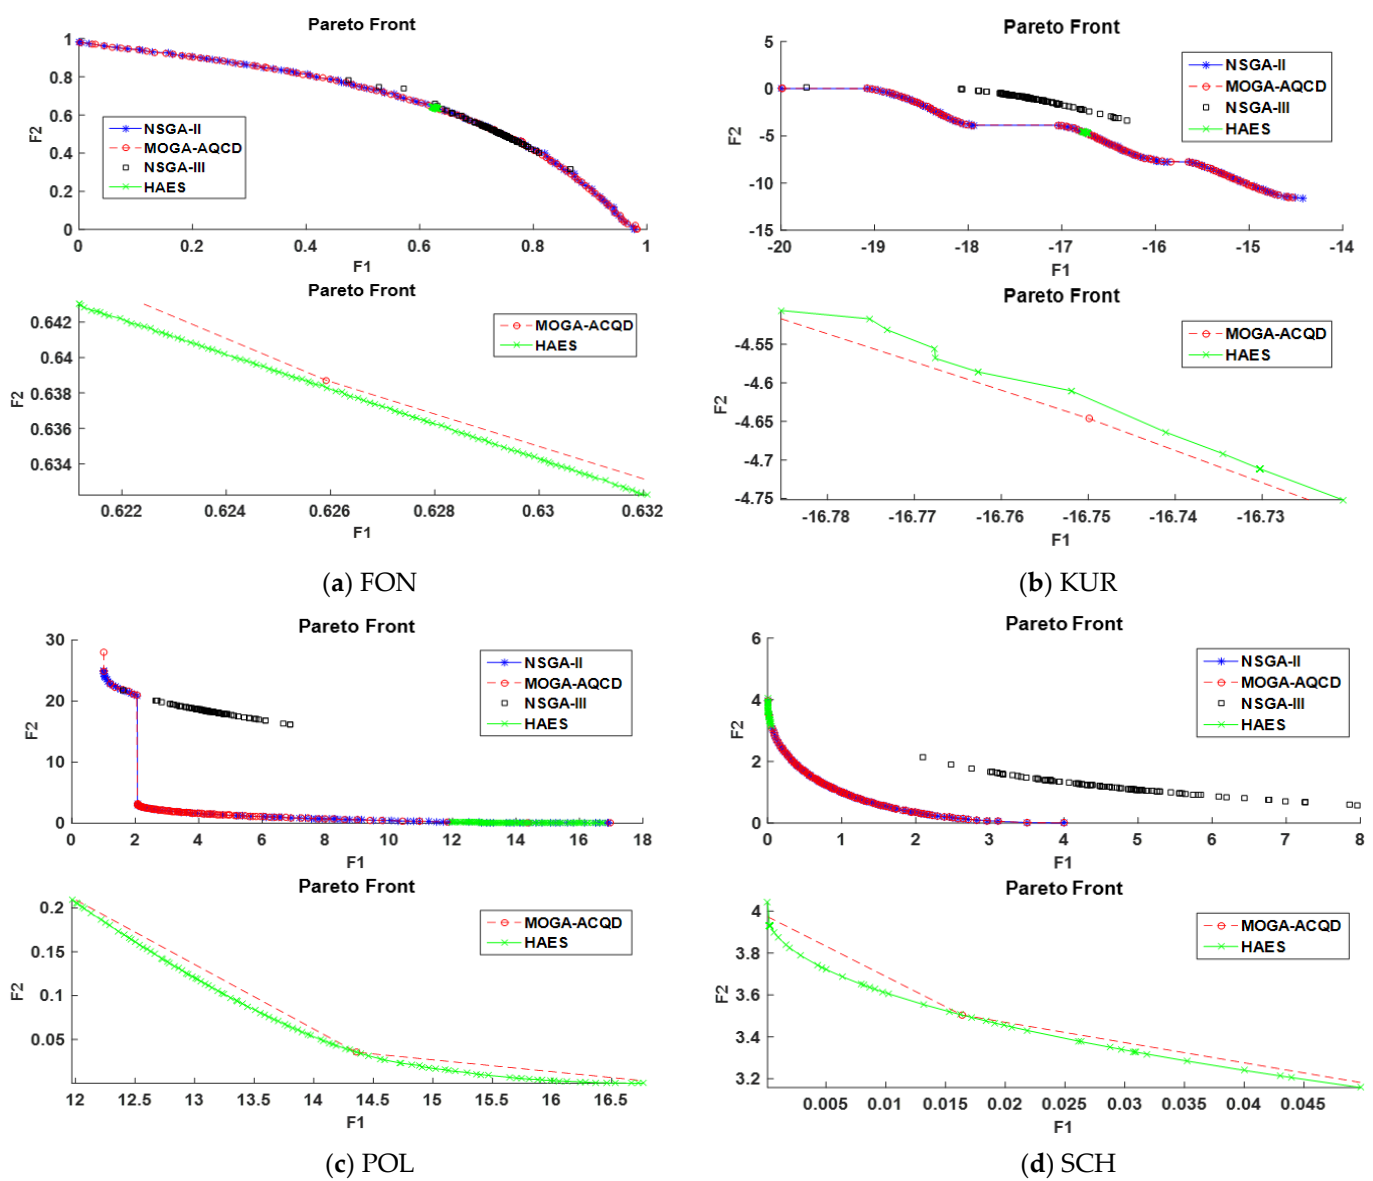 Pareto Front
1
0.8
0.6
0.4
0.2
0
F2
NSGA-II
MOGA-AQCD
NSGA-III
HAES
0 0.2 0.4 0.6 0.8 1
F1
Pareto Front
0.642
0.64
0.638
0.636
0.634
F2
MOGA-ACQD
HAES
0.622 0.624 0.626 0.628 0.63 0.632
F1
(a) FON
Pareto Front
5
0
-5
-10
-15
F2
NSGA-II
MOGA-AQCD
NSGA-III
HAES
-20 -19 -18 -17 -16 -15 -14
F1
Pareto Front
-4.55
-4.6
-4.65
-4.7
-4.75
F2
MOGA-ACQD
HAES
-16.78 -16.77 -16.76 -16.75 -16.74 -16.73
F1
(b) KUR
Pareto Front
30
20
10
0
F2
NSGA-II
MOGA-AQCD
NSGA-III
HAES
0 2 4 6 8 10 12 14 16 18
F1
Pareto Front
0.2
0.15
0.1
0.05
F2
MOGA-ACQD
HAES
12 12.5 13 13.5 14 14.5 15 15.5 16 16.5
F1
(c) POL
Pareto Front
6
4
2
0
F2
NSGA-II
MOGA-AQCD
NSGA-III
HAES
0 1 2 3 4 5 6 7 8
F1
Pareto Front
4
3.8
3.6
3.4
3.2
F2
MOGA-ACQD
HAES
0.005 0.01 0.015 0.02 0.025 0.03 0.035 0.04 0.045
F1
(d) SCH